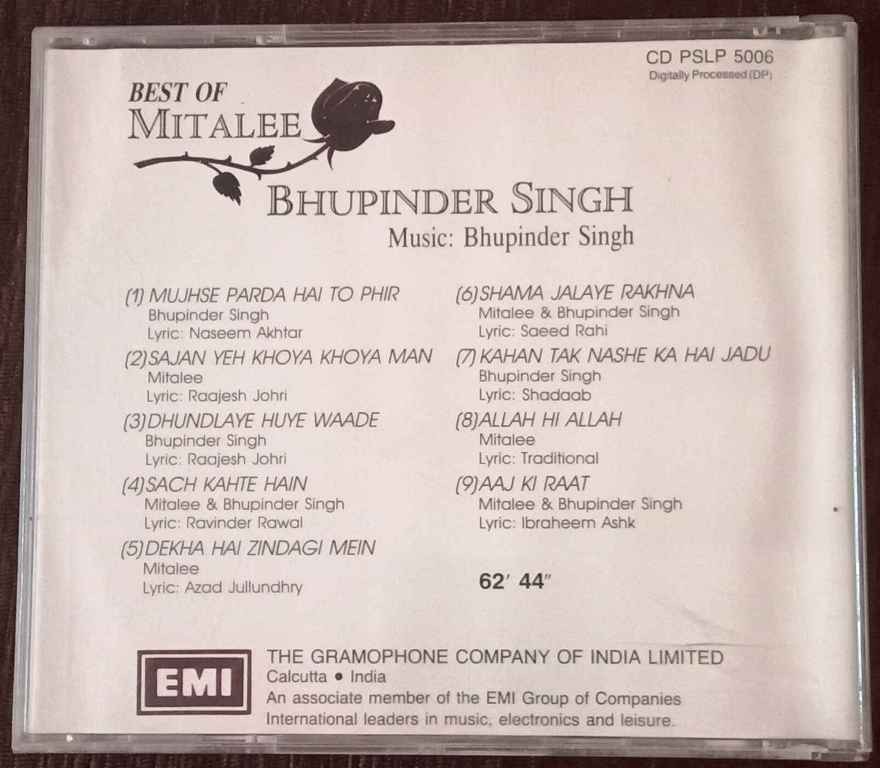 CD PSLP 5006
Digitally Processed (DP)
BEST OF
MITALEE
BHUPINDER SINGH
Music: Bhupinder Singh
(1) MUJHSE PARDA HAI TO PHIR
Bhupinder Singh
Lyric: Naseem Akhtar
(2) SAJAN YEH KHOYA KHOYA MAN
Mitalee
Lyric: Raajesh Johri
(3) DHUNDLAYE HUYE WAADE
Bhupinder Singh
Lyric: Raajesh Johri
(4) SACH KAHTE HAIN
Mitalee & Bhupinder Singh
Lyric: Ravinder Rawal
(5) DEKHA HAI ZINDAGI MEIN
Mitalee
Lyric: Azad Jullundhry
(6) SHAMA JALAYE RAKHNA
Mitalee & Bhupinder Singh
Lyric: Saeed Rahi
(7) KAHAN TAK NASHE KA HAI JADU
Bhupinder Singh
Lyric: Shadaab
(8) ALLAH HI ALLAH
Mitalee
Lyric: Traditional
(9) AAJ KI RAAT
Mitalee & Bhupinder Singh
Lyric: Ibraheem Ashk
62' 44"
EMI
THE GRAMOPHONE COMPANY OF INDIA LIMITED
Calcutta • India
An associate member of the EMI Group of Companies
International leaders in music, electronics and leisure.